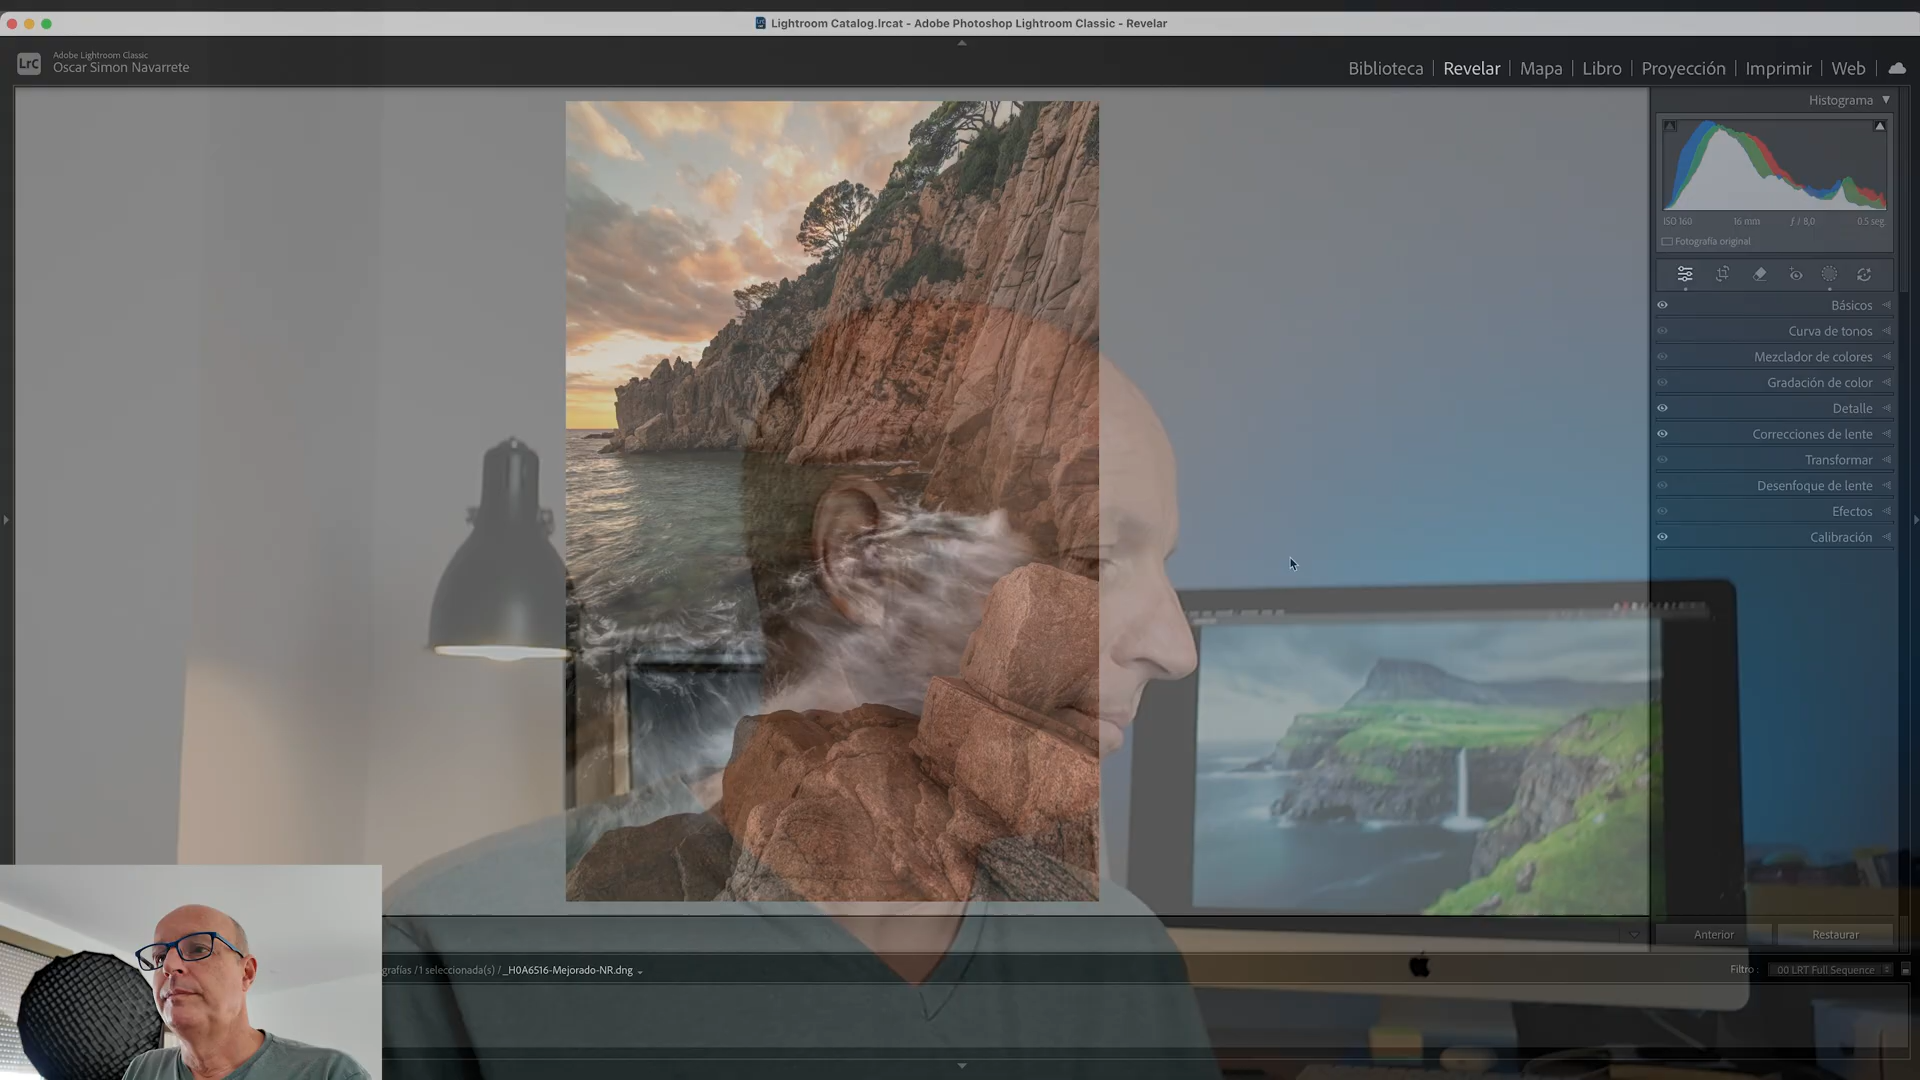 Lightroom Catalog.lrcat - Adobe Photoshop Lightroom Classic - Revelar
LrC
Adobe Lightroom Classic
Oscar Simon Navarrete
Biblioteca | Revelar | Mapa | Libro | Proyección | Imprimir | Web
Histograma
ISO 160 16 mm ƒ / 8,0 0.5 seg.
Fotografía original
Básicos
Curva de tonos
Mezclador de colores
Gradación de color
Detalle
Correcciones de lente
Transformar
Desenfoque de lente
Efectos
Calibración
Anterior Restaurar
grafías /1 seleccionada(s) /_H0A6516-Mejorado-NR.dng
Filtro : 00 LRT Full Sequence